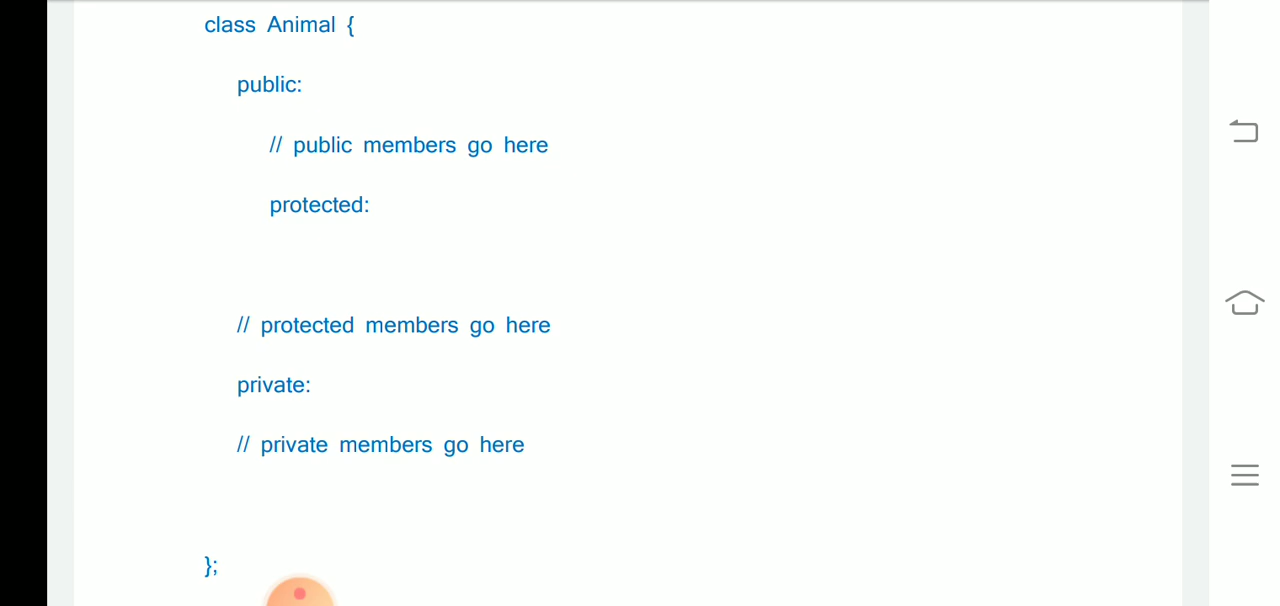 class Animal {
public:
// public members go here
protected:
// protected members go here
private:
// private members go here
};